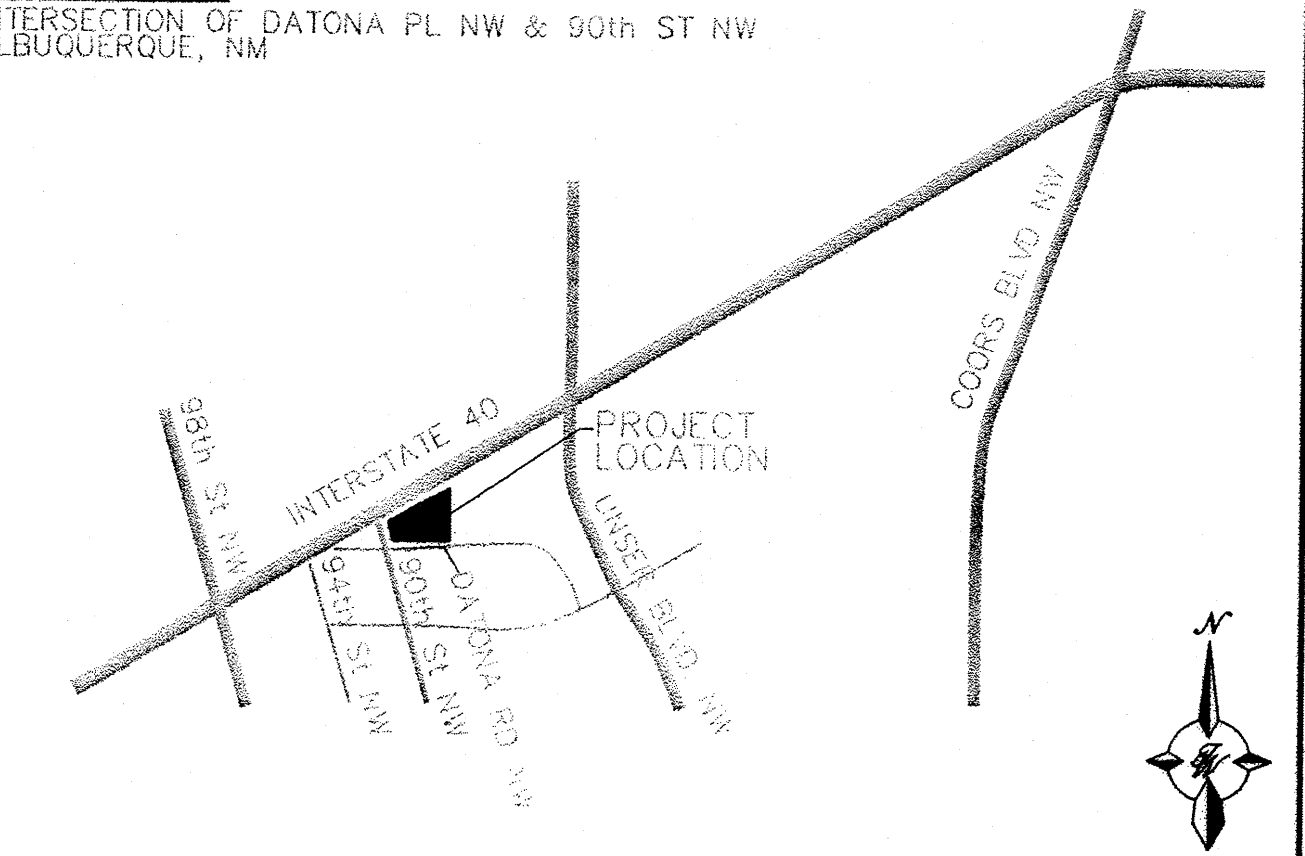 TERSECTION OF DATONA PL NW & 90th ST NW
LBUQUERQUE, NM
COORS BLVD NW
98th St NW
INTERSTATE 40
PROJECT
LOCATION
UNSER BLVD NW
94th St NW
90th St NW
DATONA RD NW
N